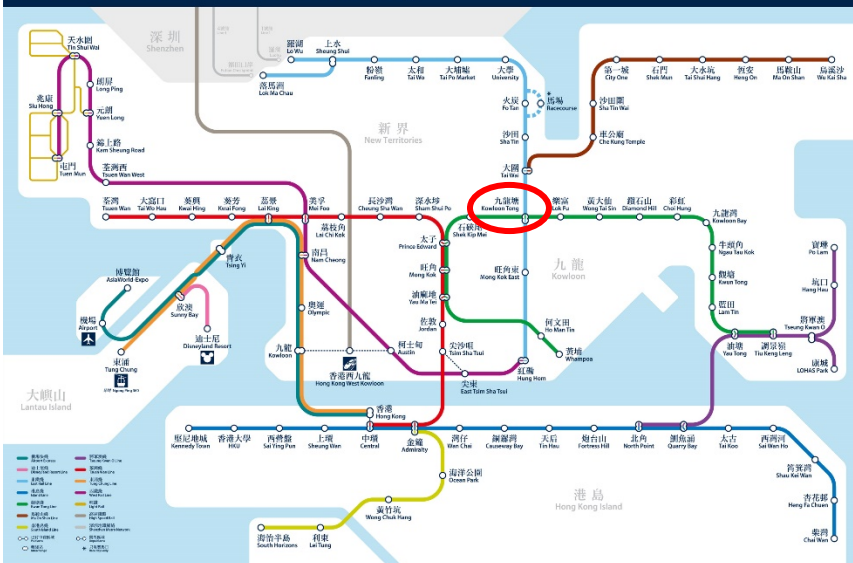 深圳
Shenzhen
天水圍
Tin Shui Wai
朗屏
Long Ping
兆康
Siu Hong
元朗
Yuen Long
錦上路
Kam Sheung Road
屯門
Tuen Mun
荃灣西
Tsuen Wan West
羅湖
Lo Wu
上水
Sheung Shui
落馬洲
Lok Ma Chau
粉嶺
Fanling
太和
Tai Wo
大埔墟
Tai Po Market
大學
University
火炭
Fo Tan
馬場
Racecourse
沙田
Sha Tin
大圍
Tai Wai
第一城
City One
石門
Shek Mun
大水坑
Tai Shui Hang
恆安
Heng On
馬鞍山
Ma On Shan
烏溪沙
Wu Kai Sha
沙田圍
Sha Tin Wai
車公廟
Che Kung Temple
新界
New Territories
荃灣
Tsuen Wan
大窩口
Tai Wo Hau
葵興
Kwai Hing
葵芳
Kwai Fong
荔景
Lai King
美孚
Mei Foo
荔枝角
Lai Chi Kok
長沙灣
Cheung Sha Wan
深水埗
Sham Shui Po
九龍塘
Kowloon Tong
石硤尾
Shek Kip Mei
樂富
Lok Fu
黃大仙
Wong Tai Sin
鑽石山
Diamond Hill
彩虹
Choi Hung
九龍灣
Kowloon Bay
牛頭角
Ngau Tau Kok
觀塘
Kwun Tong
藍田
Lam Tin
油塘
Yau Tong
調景嶺
Tiu Keng Leng
將軍澳
Tseung Kwan O
寶琳
Po Lam
坑口
Hang Hau
康城
LOHAS Park
太子
Prince Edward
旺角
Mong Kok
油麻地
Yau Ma Tei
佐敦
Jordan
尖沙咀
Tsim Sha Tsui
旺角東
Mong Kok East
九龍
Kowloon
何文田
Ho Man Tin
黃埔
Whampoa
紅磡
Hung Hom
尖東
East Tsim Sha Tsui
柯士甸
Austin
香港西九龍
Hong Kong West Kowloon
南昌
Nam Cheong
奧運
Olympic
九龍
Kowloon
青衣
Tsing Yi
博覽館
AsiaWorld-Expo
機場
Airport
欣澳
Sunny Bay
迪士尼
Disneyland Resort
東涌
Tung Chung
大嶼山
Lantau Island
香港
Hong Kong
堅尼地城
Kennedy Town
香港大學
HKU
西營盤
Sai Ying Pun
上環
Sheung Wan
中環
Central
金鐘
Admiralty
灣仔
Wan Chai
銅鑼灣
Causeway Bay
天后
Tin Hau
炮台山
Fortress Hill
北角
North Point
鰂魚涌
Quarry Bay
太古
Tai Koo
西灣河
Sai Wan Ho
筲箕灣
Shau Kei Wan
杏花邨
Heng Fa Chuen
柴灣
Chai Wan
海洋公園
Ocean Park
黃竹坑
Wong Chuk Hang
利東
Lei Tung
海怡半島
South Horizons
港島
Hong Kong Island